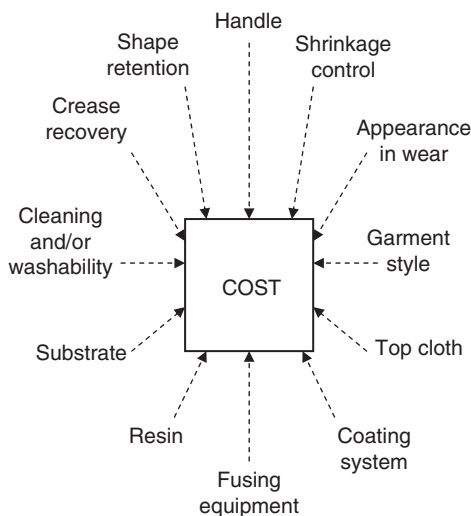 Handle
Shape
retention
Shrinkage
control
Crease
recovery
Appearance
in wear
Cleaning
and/or
washability
Garment
style
COST
Substrate
Top cloth
Resin
Coating
system
Fusing
equipment